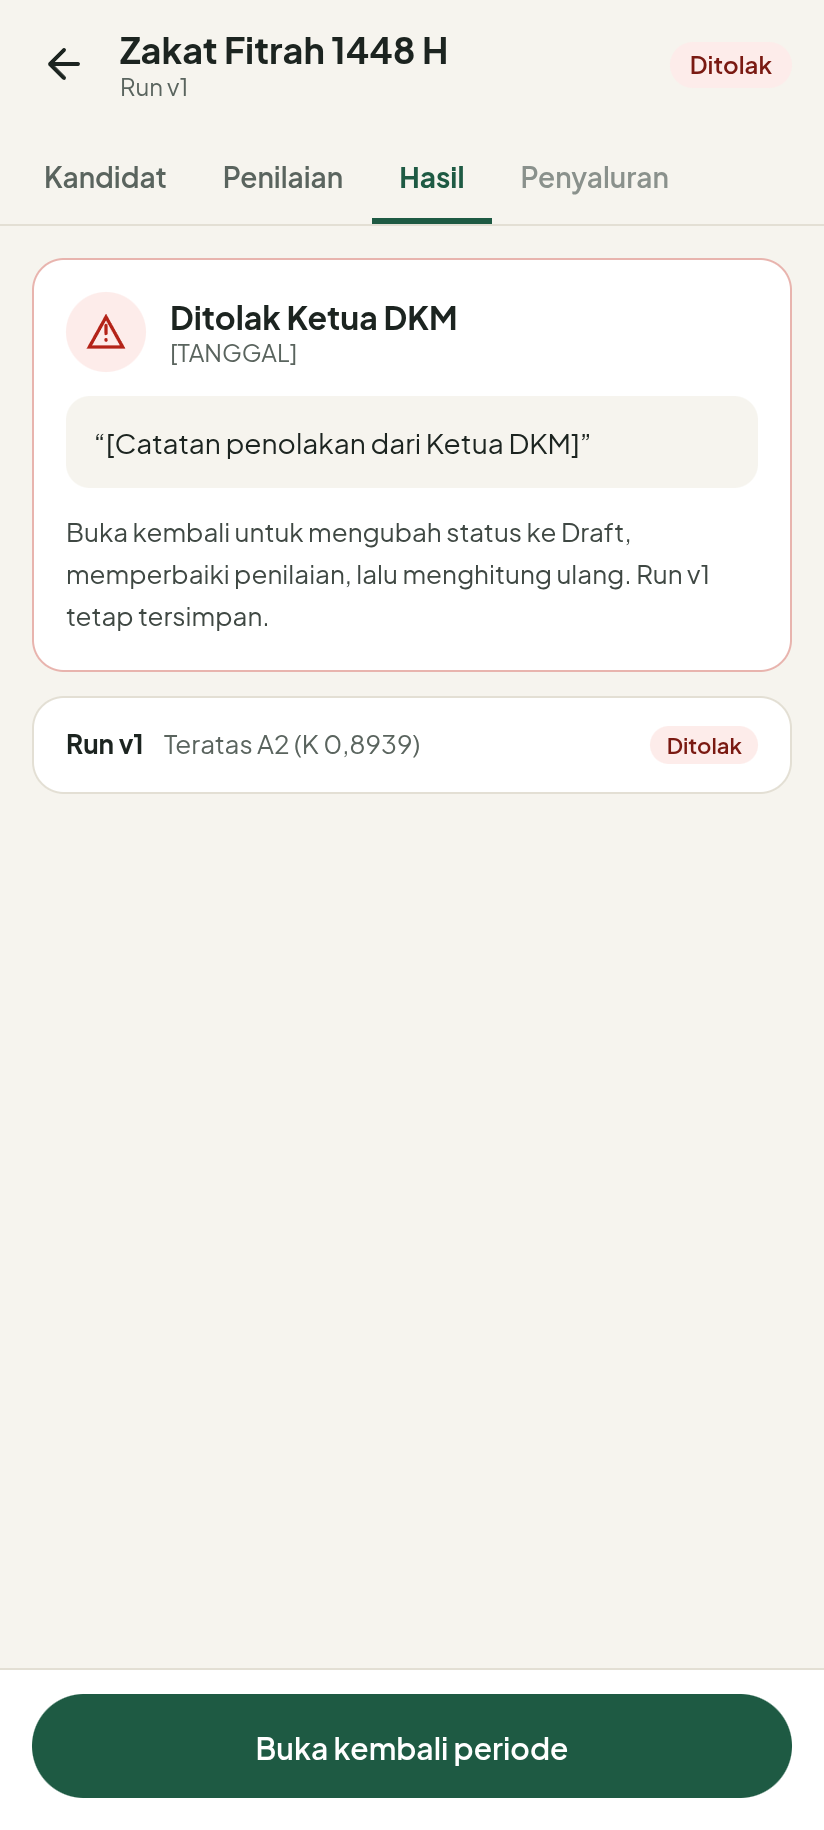 Zakat Fitrah 1448 H
Run v1
Ditolak
Kandidat
Penilaian
Hasil
Penyaluran
Ditolak Ketua DKM
[TANGGAL]
“[Catatan penolakan dari Ketua DKM]”
Buka kembali untuk mengubah status ke Draft,
memperbaiki penilaian, lalu menghitung ulang. Run v1
tetap tersimpan.
Run v1 Teratas A2 (K 0,8939)
Ditolak
Buka kembali periode